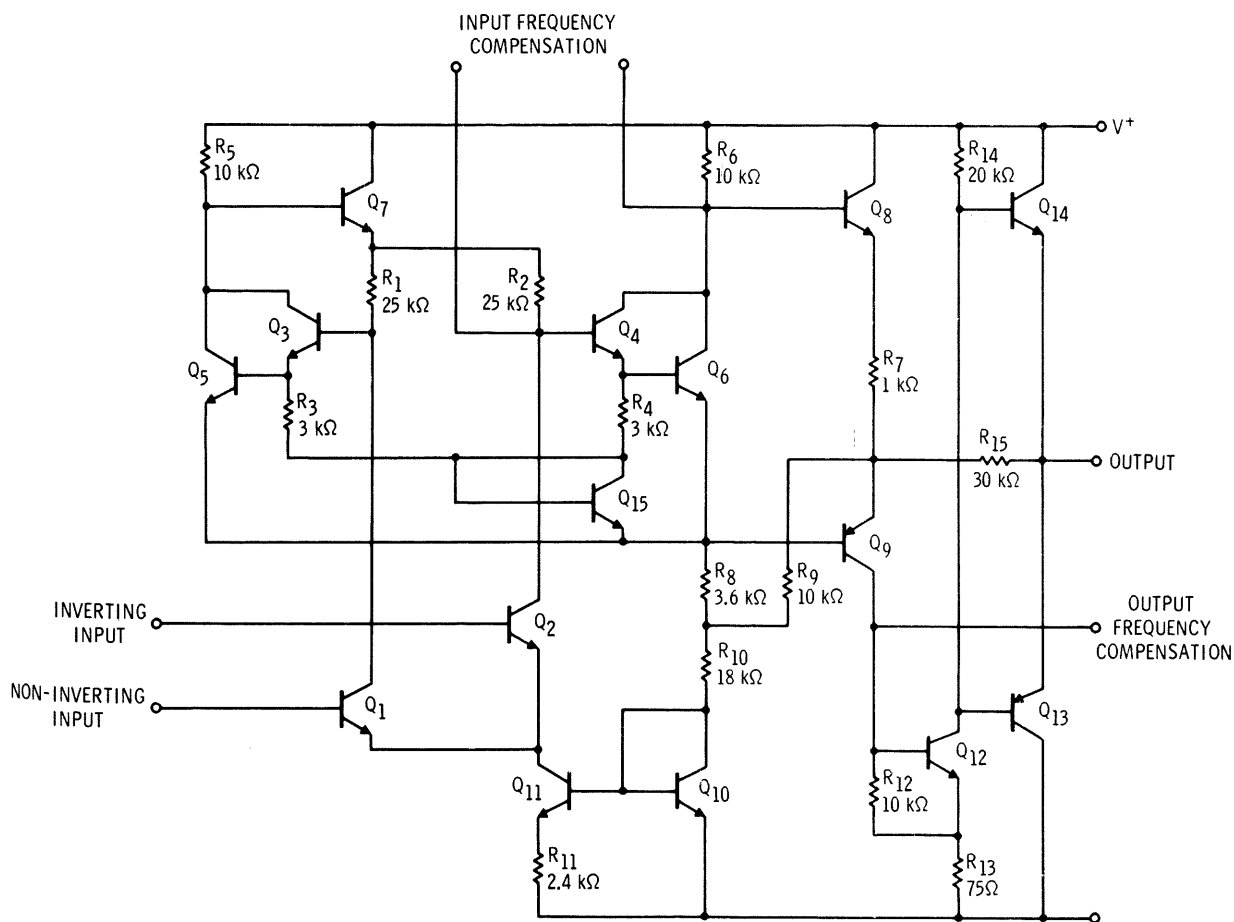 INPUT FREQUENCY
COMPENSATION
V+
R5
10 kΩ
R6
10 kΩ
R14
20 kΩ
Q7
Q8
Q14
R1
25 kΩ
R2
25 kΩ
Q3
Q4
Q5
Q6
R3
3 kΩ
R4
3 kΩ
R7
1 kΩ
R15
30 kΩ
OUTPUT
Q15
Q9
R8
3.6 kΩ
R9
10 kΩ
INVERTING
INPUT
Q2
OUTPUT
FREQUENCY
COMPENSATION
R10
18 kΩ
NON-INVERTING
INPUT
Q1
Q13
Q12
Q11
Q10
R12
10 kΩ
R11
2.4 kΩ
R13
75Ω